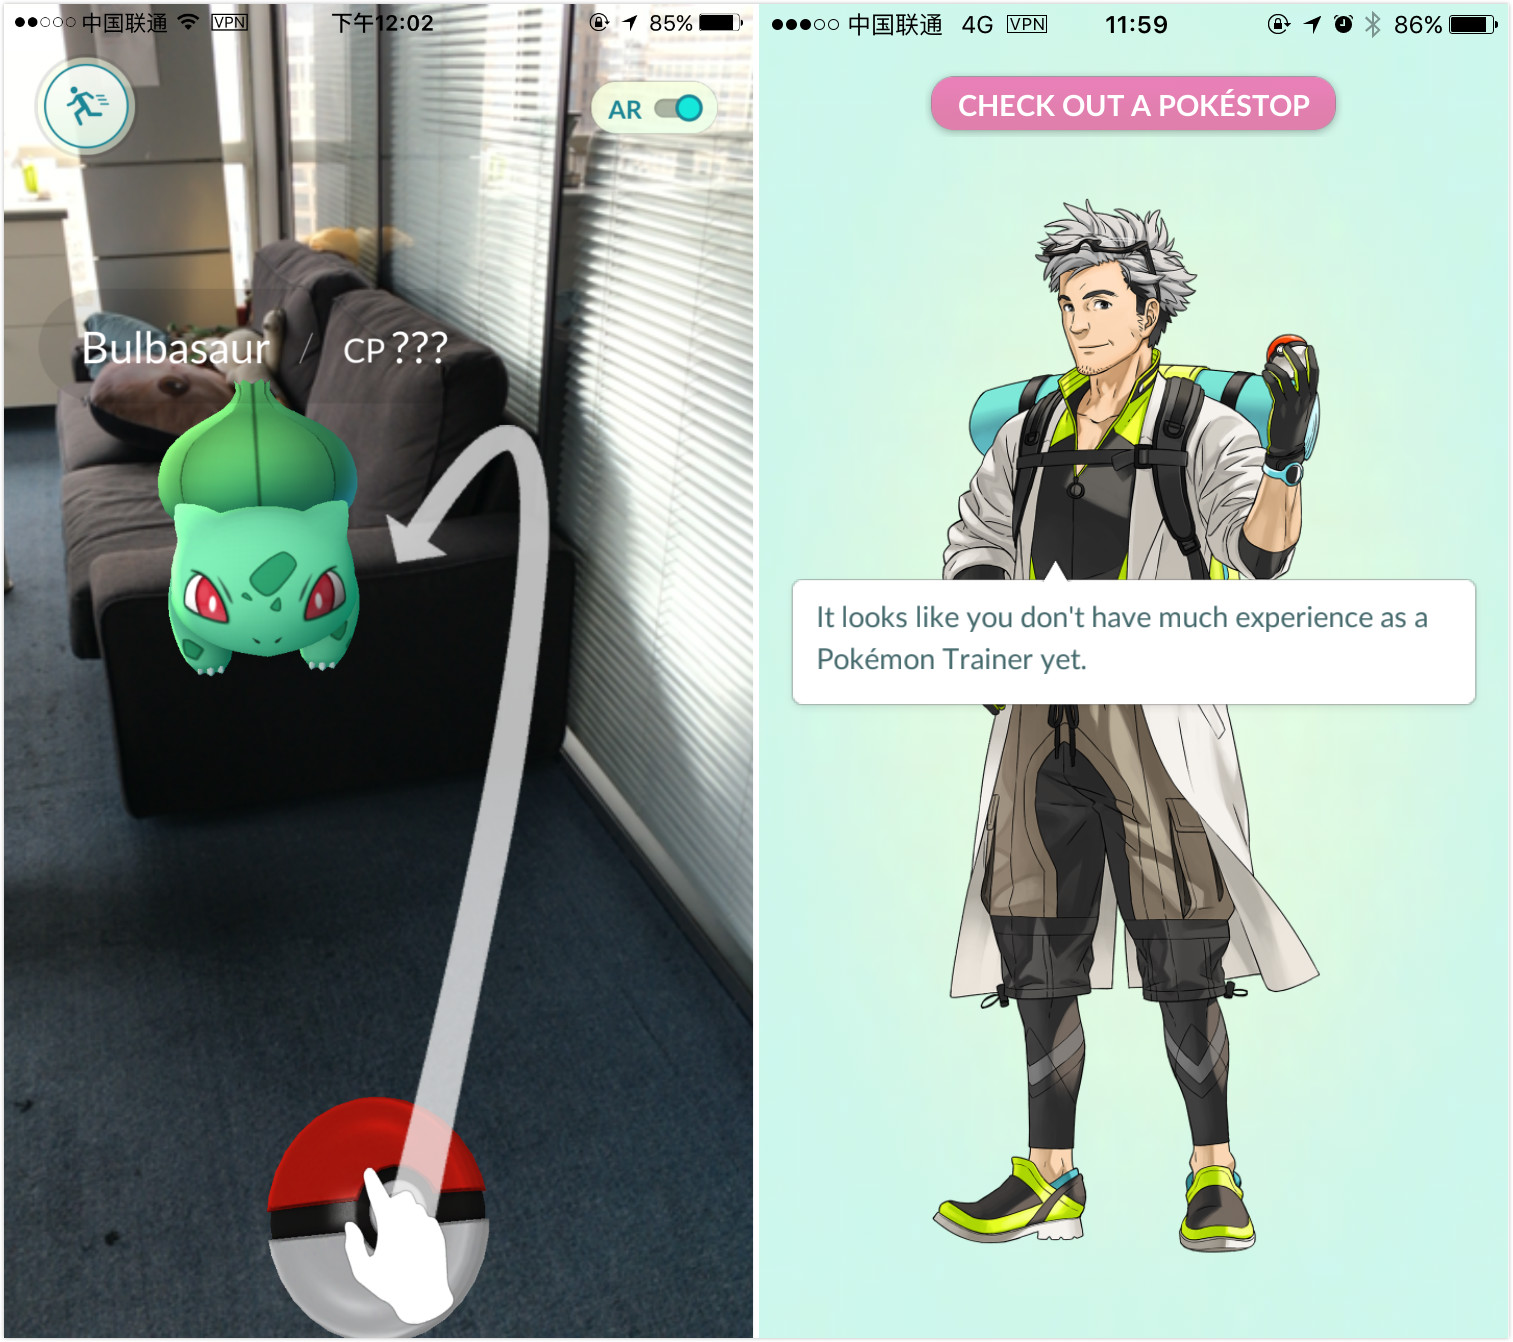 中国联通 VPN 下午12:02 85%
AR
Bulbasaur / CP ???
中国联通 4G VPN 11:59 86%
CHECK OUT A POKÉSTOP
It looks like you don't have much experience as a
Pokémon Trainer yet.